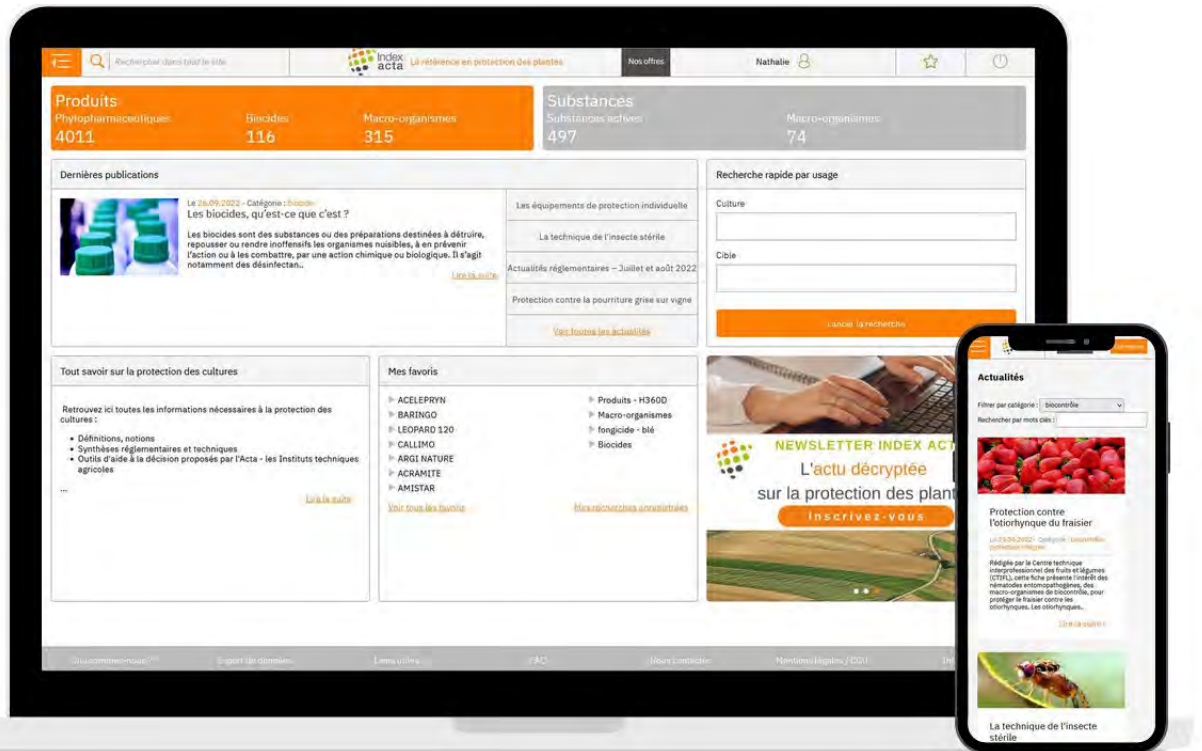 Rechercher dans tout le site
Index
acta
La référence en protection des plantes
Nos offres
Nathalie
Produits
Phytopharmaceutiques
Biocides
Macro-organismes
4011
116
315
Substances
Substances actives
Macro-organismes
497
74
Dernières publications
Le 26.09.2022 - Catégorie : biocide
Les biocides, qu'est-ce que c'est ?
Les biocides sont des substances ou des préparations destinées à détruire,
repousser ou rendre inoffensifs les organismes nuisibles, à en prévenir
l'action ou à les combattre, par une action chimique ou biologique. Il s'agit
notamment des désinfectan..
Lire la suite
Les équipements de protection individuelle
La technique de l'insecte stérile
Actualités réglementaires – Juillet et août 2022
Protection contre la pourriture grise sur vigne
Voir toutes les actualités
Recherche rapide par usage
Culture
Cible
Lancer la recherche
Tout savoir sur la protection des cultures
Retrouvez ici toutes les informations nécessaires à la protection des
cultures :
• Définitions, notions
• Synthèses réglementaires et techniques
• Outils d'aide à la décision proposés par l'Acta - les Instituts techniques
agricoles
...
Lire la suite
Mes favoris
ACELEPRYN
BARINGO
LEOPARD 120
CALLIMO
ARGI NATURE
ACRAMITE
AMISTAR
Voir tous les favoris
Produits - H360D
Macro-organismes
fongicide - blé
Biocides
Mes recherches enregistrées
NEWSLETTER INDEX ACT
L'actu décryptée
sur la protection des plant
Inscrivez-vous
Qui sommes-nous
Export de données
Liens utiles
FAQ
Nous contacter
Mentions légales / CGU
Actualités
Filtrer par catégorie : biocontrôle
Rechercher par mots clés :
Protection contre
l'otiorhynque du fraisier
Le 23.09.2022 - Catégorie : biocontrôle,
Rédigée par le Centre technique
interprofessionnel des fruits et légumes
(CTIFL), cette fiche présente l'intérêt des
nématodes entomopathogènes, des
macro-organismes de biocontrôle, pour
protéger le fraisier contre les
otiorhynques. Les otiorhynques..
Lire la suite
La technique de l'insecte
stérile